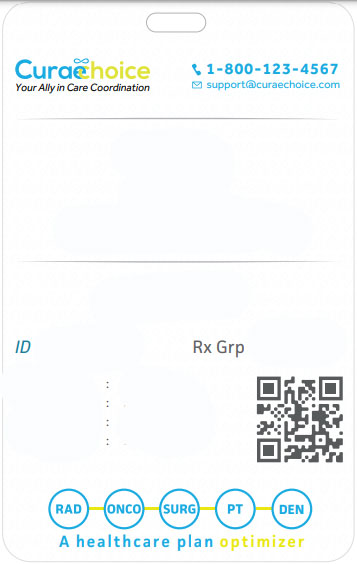 Curaechoice
Your Ally in Care Coordination
1-800-123-4567
support@curaechoice.com
ID
Rx Grp
:
:
:
:
RAD ONCO SURG PT DEN
A healthcare plan optimizer